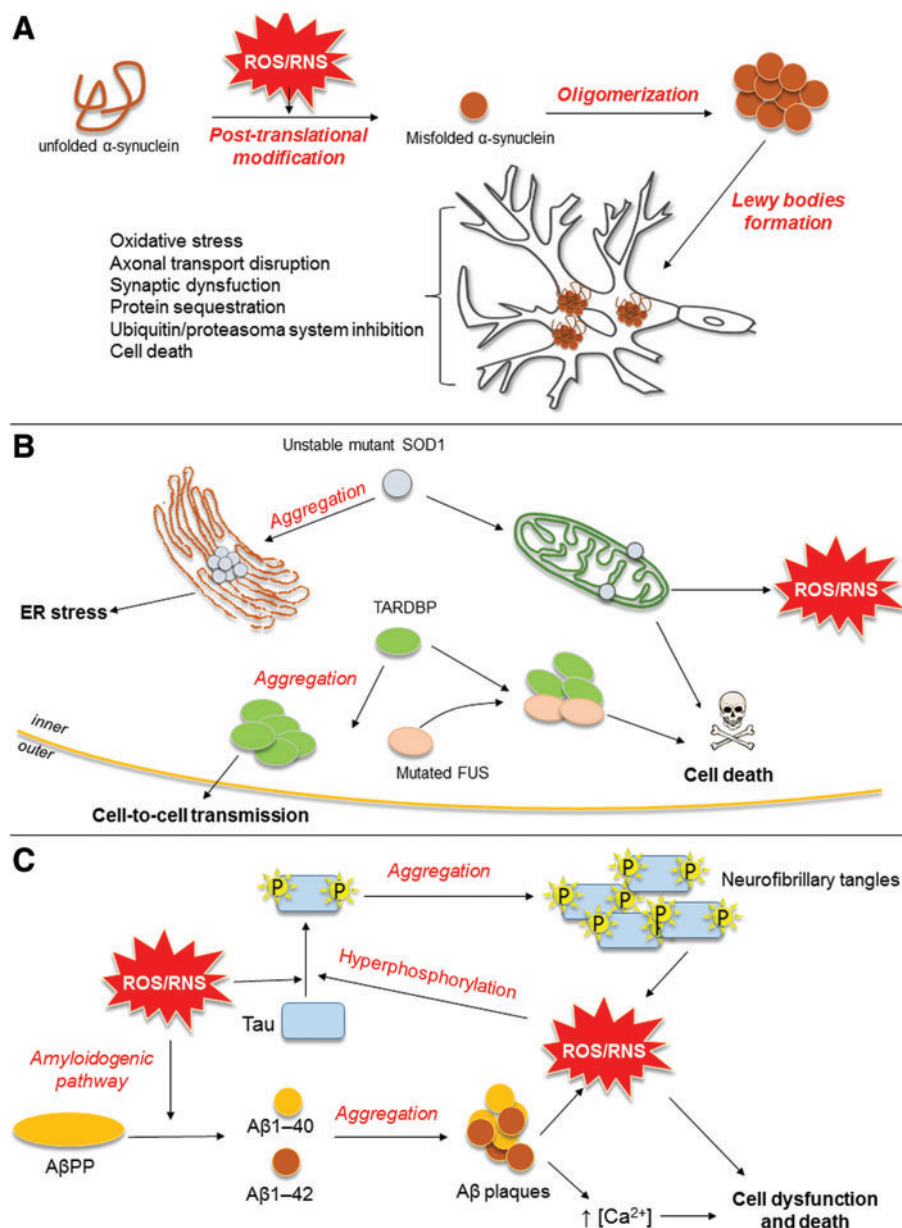 A
ROS/RNS
unfolded α-synuclein
Post-translational
modification
Misfolded α-synuclein
Oligomerization
Lewy bodies
formation
Oxidative stress
Axonal transport disruption
Synaptic dynsfuction
Protein sequestration
Ubiquitin/proteasoma system inhibition
Cell death
B
Unstable mutant SOD1
Aggregation
ER stress
ROS/RNS
TARDBP
Aggregation
inner
outer
Mutated FUS
Cell death
Cell-to-cell transmission
C
P P
Aggregation
P P
P P
P P
P
Neurofibrillary tangles
ROS/RNS
Hyperphosphorylation
Tau
ROS/RNS
Amyloidogenic
pathway
AβPP
Aβ1–40
Aggregation
Aβ1–42
Aβ plaques
↑ [Ca²⁺]
Cell dysfunction
and death